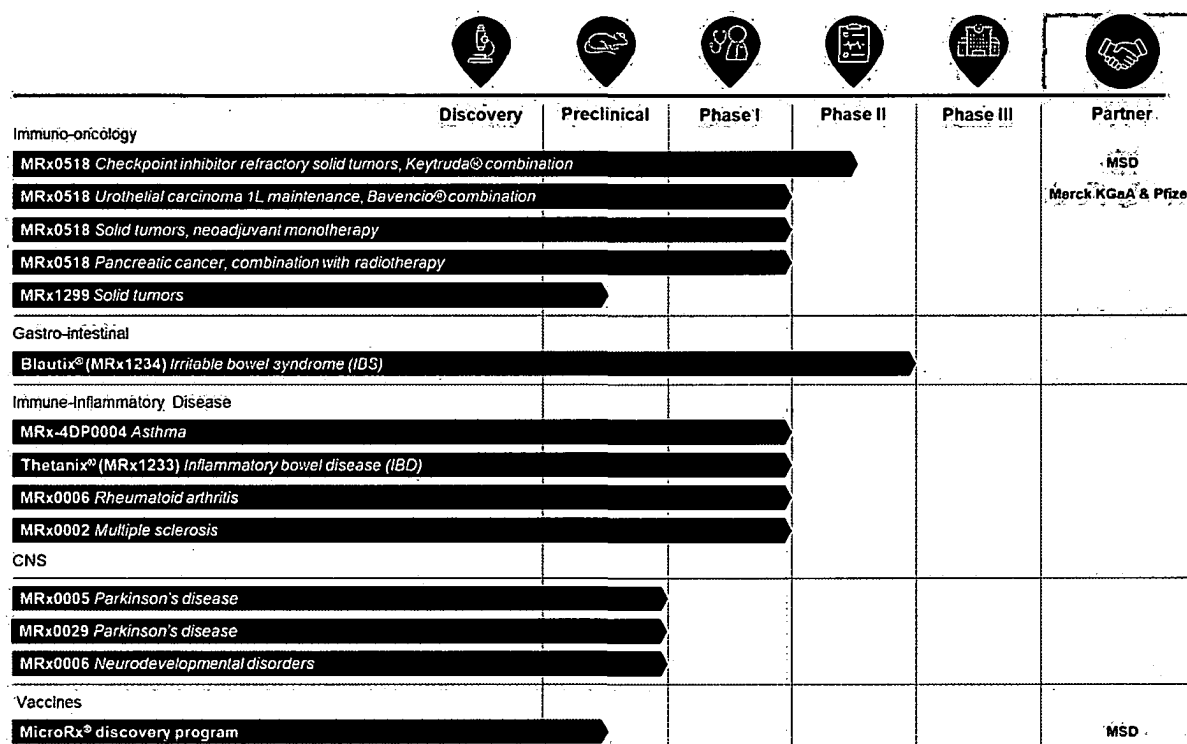 Discovery Preclinical Phase I Phase II Phase III Partner
Immuno-oncology
MRx0518 Checkpoint inhibitor refractory solid tumors, Keytruda® combination MSD
MRx0518 Urothelial carcinoma 1L maintenance, Bavencio® combination Merck KGaA & Pfize
MRx0518 Solid tumors, neoadjuvant monotherapy
MRx0518 Pancreatic cancer, combination with radiotherapy
MRx1299 Solid tumors
Gastro-intestinal
Blautix® (MRx1234) Irritable bowel syndrome (IBS)
Immune-Inflammatory Disease
MRx-4DP0004 Asthma
Thetanix® (MRx1233) Inflammatory bowel disease (IBD)
MRx0006 Rheumatoid arthritis
MRx0002 Multiple sclerosis
CNS
MRx0005 Parkinson's disease
MRx0029 Parkinson's disease
MRx0006 Neurodevelopmental disorders
Vaccines
MicroRx® discovery program MSD